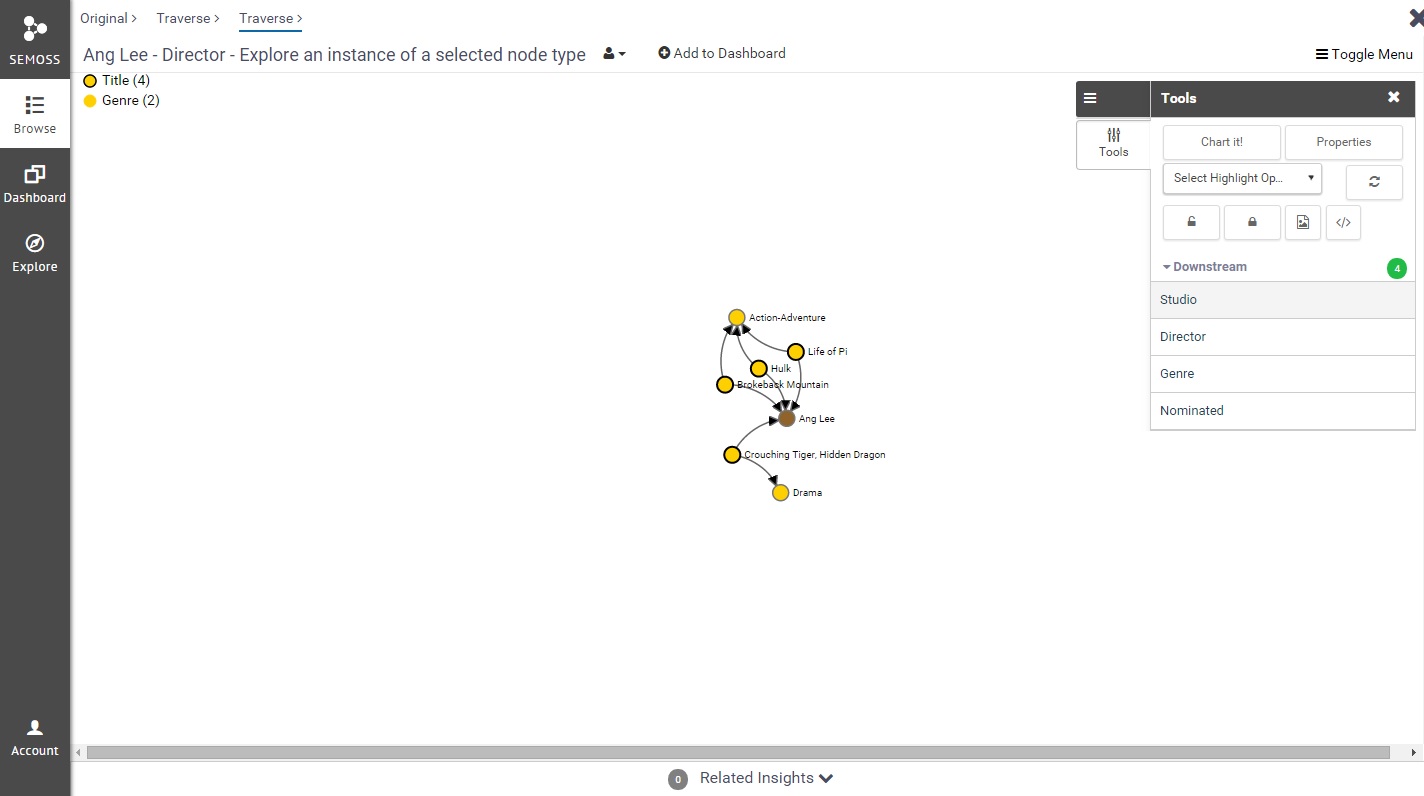 SEMOSS
Browse
Dashboard
Explore
Account
Original > Traverse > Traverse >
Ang Lee - Director - Explore an instance of a selected node type
Add to Dashboard
Toggle Menu
Title (4)
Genre (2)
Tools
Tools
Chart it!
Properties
Select Highlight Op...
</>
Downstream
4
Studio
Director
Genre
Nominated
Action-Adventure
Life of Pi
Hulk
Brokeback Mountain
Ang Lee
Crouching Tiger, Hidden Dragon
Drama
0 Related Insights